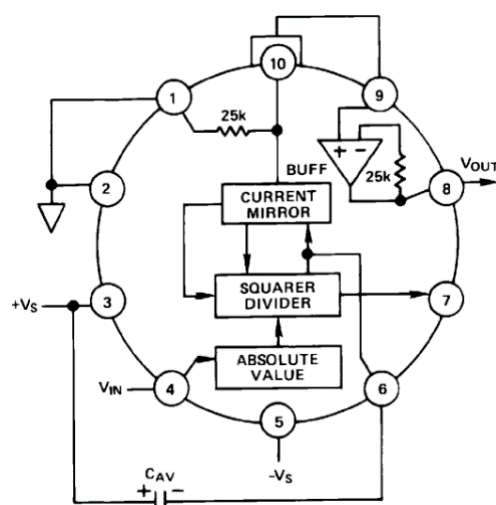 10
1
9
25k
+ −
BUFF
25k
VOUT
2
8
CURRENT
MIRROR
+VS
3
SQUARER
DIVIDER
7
ABSOLUTE
VALUE
VIN
4
6
5
CAV
−VS
+ −